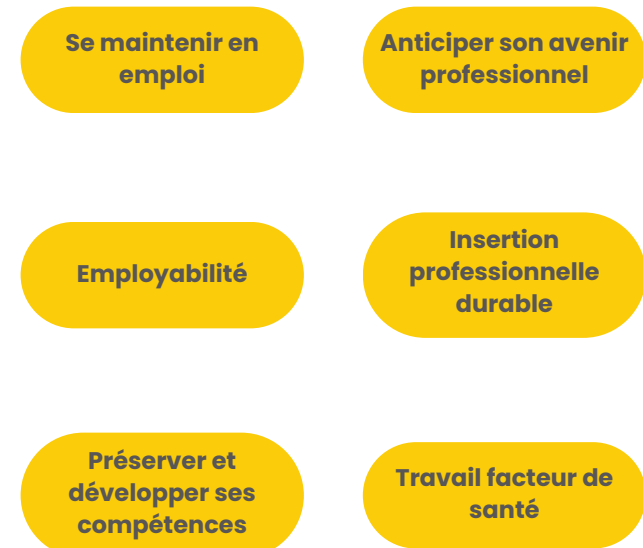 Se maintenir en
emploi
Anticiper son avenir
professionnel
Employabilité
Insertion
professionnelle
durable
Préserver et
développer ses
compétences
Travail facteur de
santé